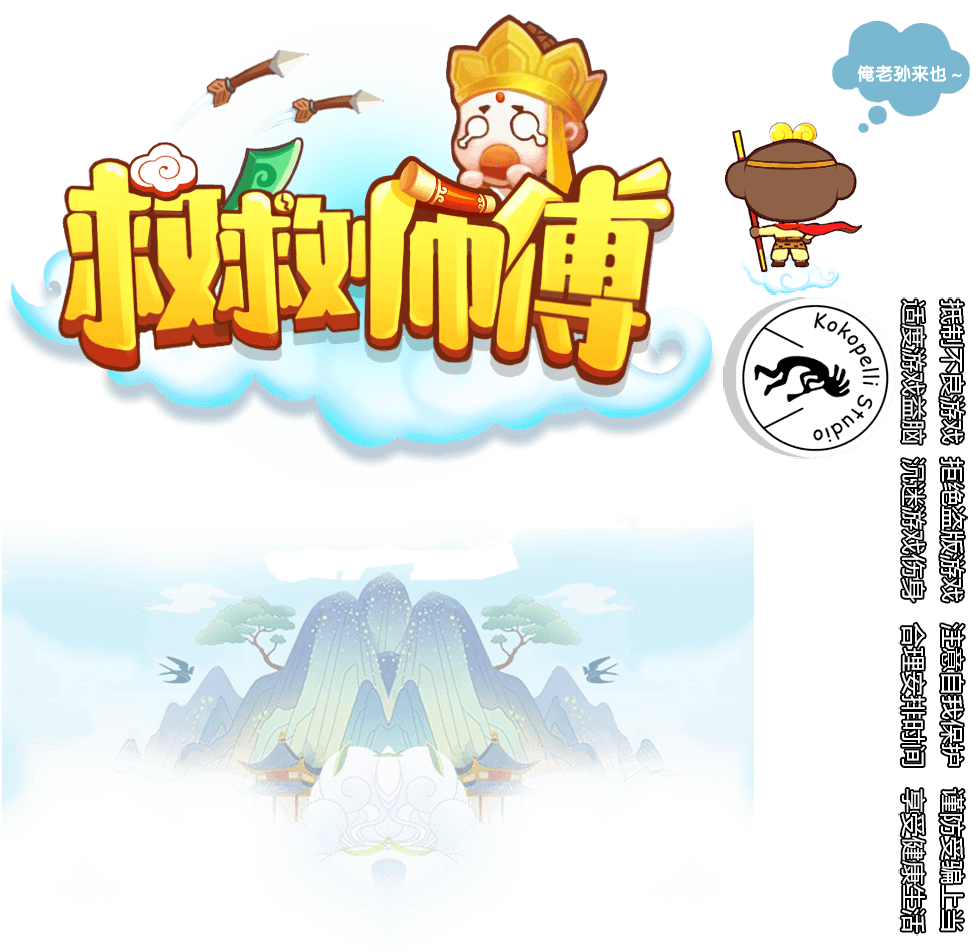 俺老孙来也~
救救师傅
Kokopelli Studio
抵制不良游戏 拒绝盗版游戏 注意自我保护 谨防受骗上当
适度游戏益脑 沉迷游戏伤身 合理安排时间 享受健康生活